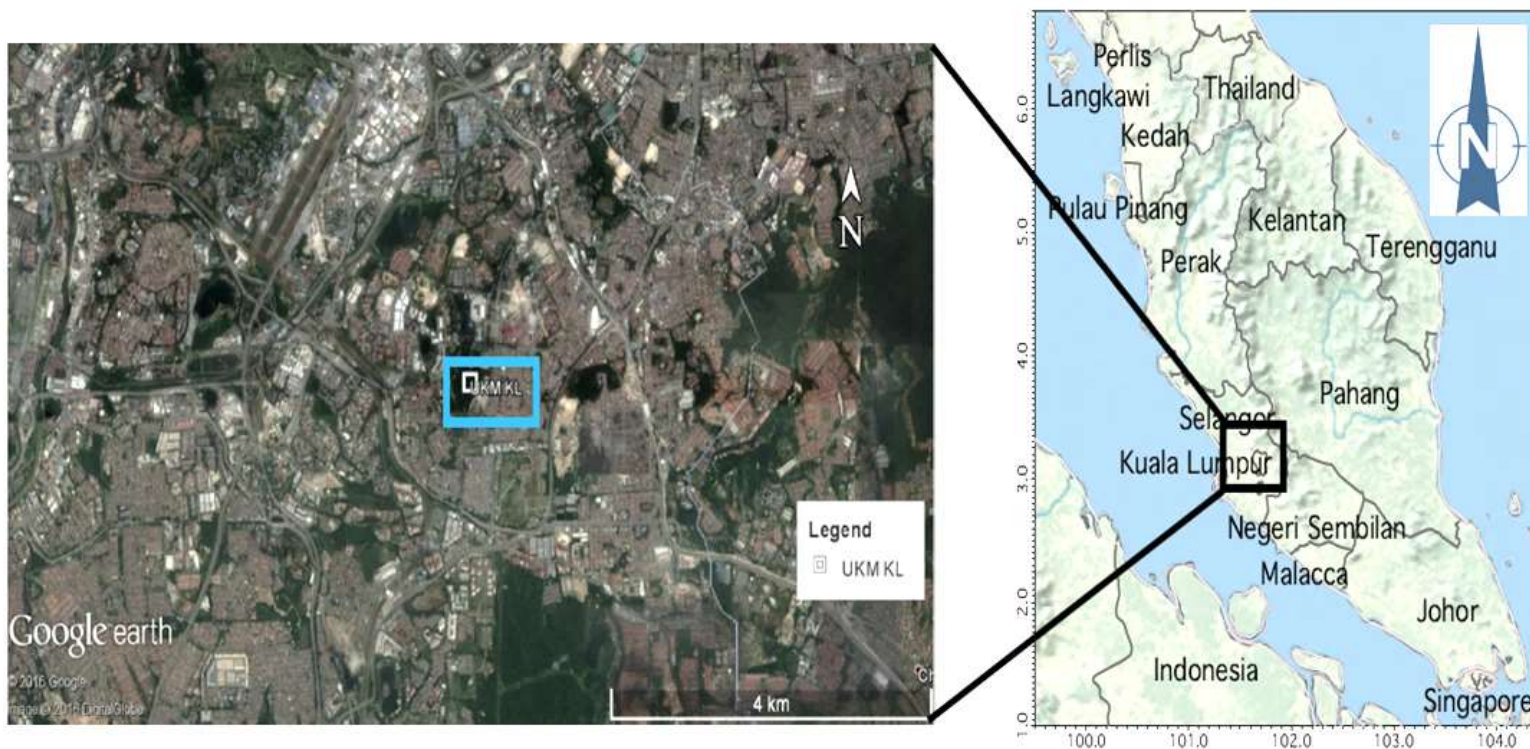 UKM KL
N
Legend
UKM KL
Google earth
© 2016 Google
Image © 2016 DigitalGlobe
4 km
Perlis
Langkawi
Thailand
Kedah
Pulau Pinang
Kelantan
Terengganu
Perak
Pahang
Selangor
Kuala Lumpur
Negeri Sembilan
Malacca
Johor
Indonesia
Singapore
N
6.0
5.0
4.0
3.0
2.0
1.0
100.0 101.0 102.0 103.0 104.0